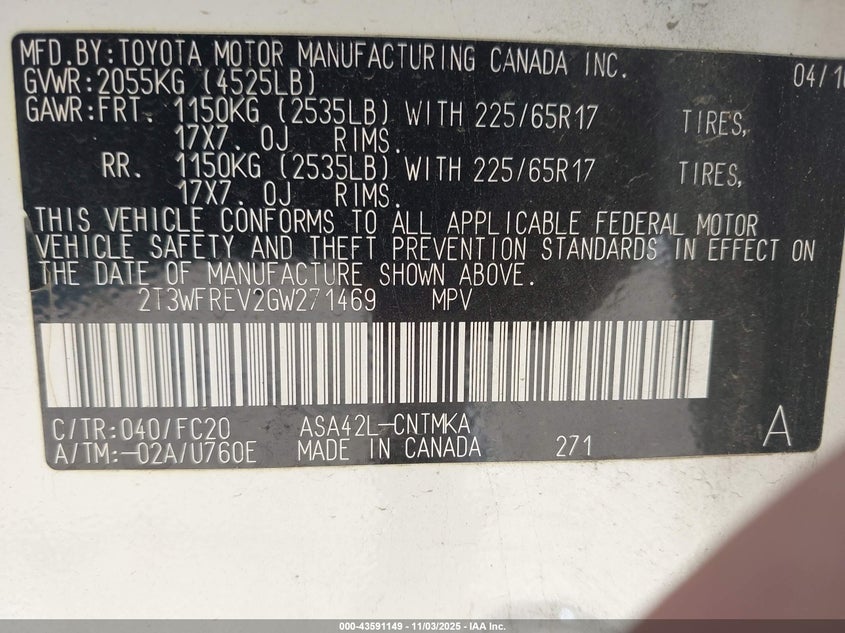 MFD.BY:TOYOTA MOTOR MANUFACTURING CANADA INC. 04/16
GVWR:2055KG (4525LB)
GAWR:FRT. 1150KG (2535LB) WITH 225/65R17 TIRES,
17X7.0J RIMS.
RR. 1150KG (2535LB) WITH 225/65R17 TIRES,
17X7.0J RIMS.
THIS VEHICLE CONFORMS TO ALL APPLICABLE FEDERAL MOTOR
VEHICLE SAFETY AND THEFT PREVENTION STANDARDS IN EFFECT ON
THE DATE OF MANUFACTURE SHOWN ABOVE.
2T3WFREV2GW271469 MPV
C/TR:040/FC20 ASA42L-CNTMKA
A/TM:-02A/U760E MADE IN CANADA 271 A
000-43591149 - 11/03/2025 - IAA Inc.